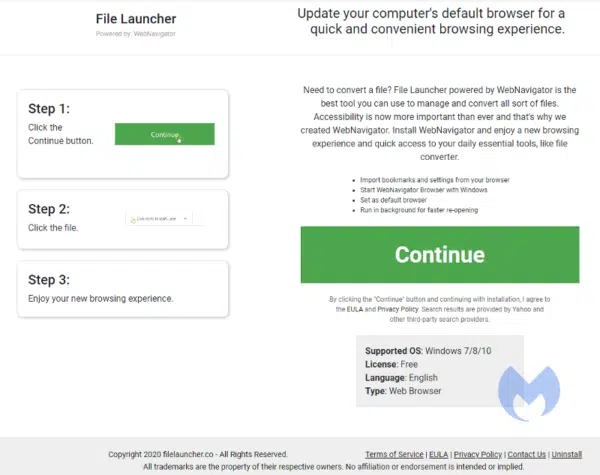 File Launcher
Powered by: WebNavigator
Update your computer's default browser for a
quick and convenient browsing experience.
Step 1:
Click the
Continue button.
Continue
Step 2:
Click the file.
Step 3:
Enjoy your new browsing experience.
Need to convert a file? File Launcher powered by WebNavigator is the
best tool you can use to manage and convert all sort of files.
Accessibility is now more important than ever and that's why we
created WebNavigator. Install WebNavigator and enjoy a new browsing
experience and quick access to your daily essential tools, like file
converter.
Import bookmarks and settings from your browser
Start WebNavigator Browser with Windows
Set as default browser
Run in background for faster re-opening
Continue
By clicking the "Continue" button and continuing with installation, I agree to
the EULA and Privacy Policy. Search results are provided by Yahoo and
other third-party search providers.
Supported OS: Windows 7/8/10
License: Free
Language: English
Type: Web Browser
Copyright 2020 filelauncher.co - All Rights Reserved.
Terms of Service | EULA | Privacy Policy | Contact Us | Uninstall
All trademarks are the property of their respective owners. No affiliation or endorsement is intended or implied.